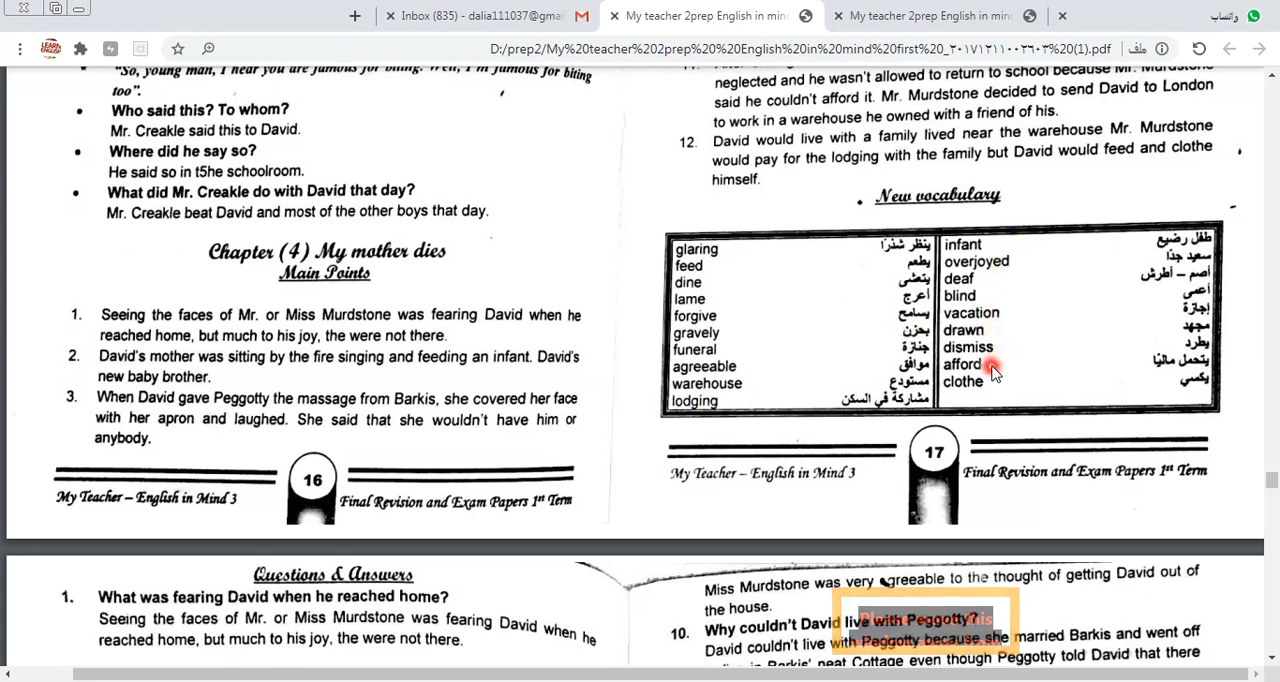 Inbox (835) - dalia111037@gmai
My teacher 2prep English in mind
My teacher 2prep English in mind
واتساب
D:/prep2/My%20teacher%202prep%20%20English%20in%20mind%20first%20_٢٠١٧١٢١١٠٠٢٦٠٣%20(1).pdf
ملف
"So, young man, I hear you are famous for biting. Well, I'm famous for biting
too".
• Who said this? To whom?
Mr. Creakle said this to David.
• Where did he say so?
He said so in t5he schoolroom.
• What did Mr. Creakle do with David that day?
Mr. Creakle beat David and most of the other boys that day.
Chapter (4) My mother dies
Main Points
1. Seeing the faces of Mr. or Miss Murdstone was fearing David when he
reached home, but much to his joy, the were not there.
2. David's mother was sitting by the fire singing and feeding an infant. David's
new baby brother.
3. When David gave Peggotty the massage from Barkis, she covered her face
with her apron and laughed. She said that she wouldn't have him or
anybody.
My Teacher – English in Mind 3
16
Final Revision and Exam Papers 1st Term
neglected and he wasn't allowed to return to school because Mr. Murdstone
said he couldn't afford it. Mr. Murdstone decided to send David to London
to work in a warehouse he owned with a friend of his.
12. David would live with a family lived near the warehouse Mr. Murdstone
would pay for the lodging with the family but David would feed and clothe
himself.
• New vocabulary
glaring ينظر شذرًا infant طفل رضيع
feed يطعم overjoyed سعيد جدًا
dine يتعشى deaf أصم – أطرش
lame أعرج blind أعمى
forgive يسامح vacation إجازة
gravely بحزن drawn مجهد
funeral جنازة dismiss يطرد
agreeable موافق afford يتحمل ماليًا
warehouse مستودع clothe يكسي
lodging مشاركة في السكن
My Teacher – English in Mind 3
17
Final Revision and Exam Papers 1st Term
Questions & Answers
1. What was fearing David when he reached home?
Seeing the faces of Mr. or Miss Murdstone was fearing David when he
reached home, but much to his joy, the were not there.
Miss Murdstone was very agreeable to the thought of getting David out of
the house.
10. Why couldn't David live with Peggotty?
David couldn't live with Peggotty because she married Barkis and went off
Barkis' neat Cottage even though Peggotty told David that there